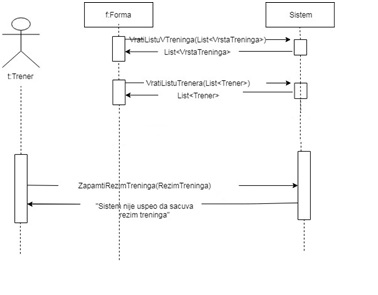 f:Forma
Sistem
VratiListuVTreninga(List<VrstaTreninga>)
List<VrstaTreninga>
t:Trener
VratiListuTrenera(List<Trener>)
List<Trener>
ZapamtiRezimTreninga(RezimTreninga)
"Sistem nije uspeo da sacuva
rezim treninga"